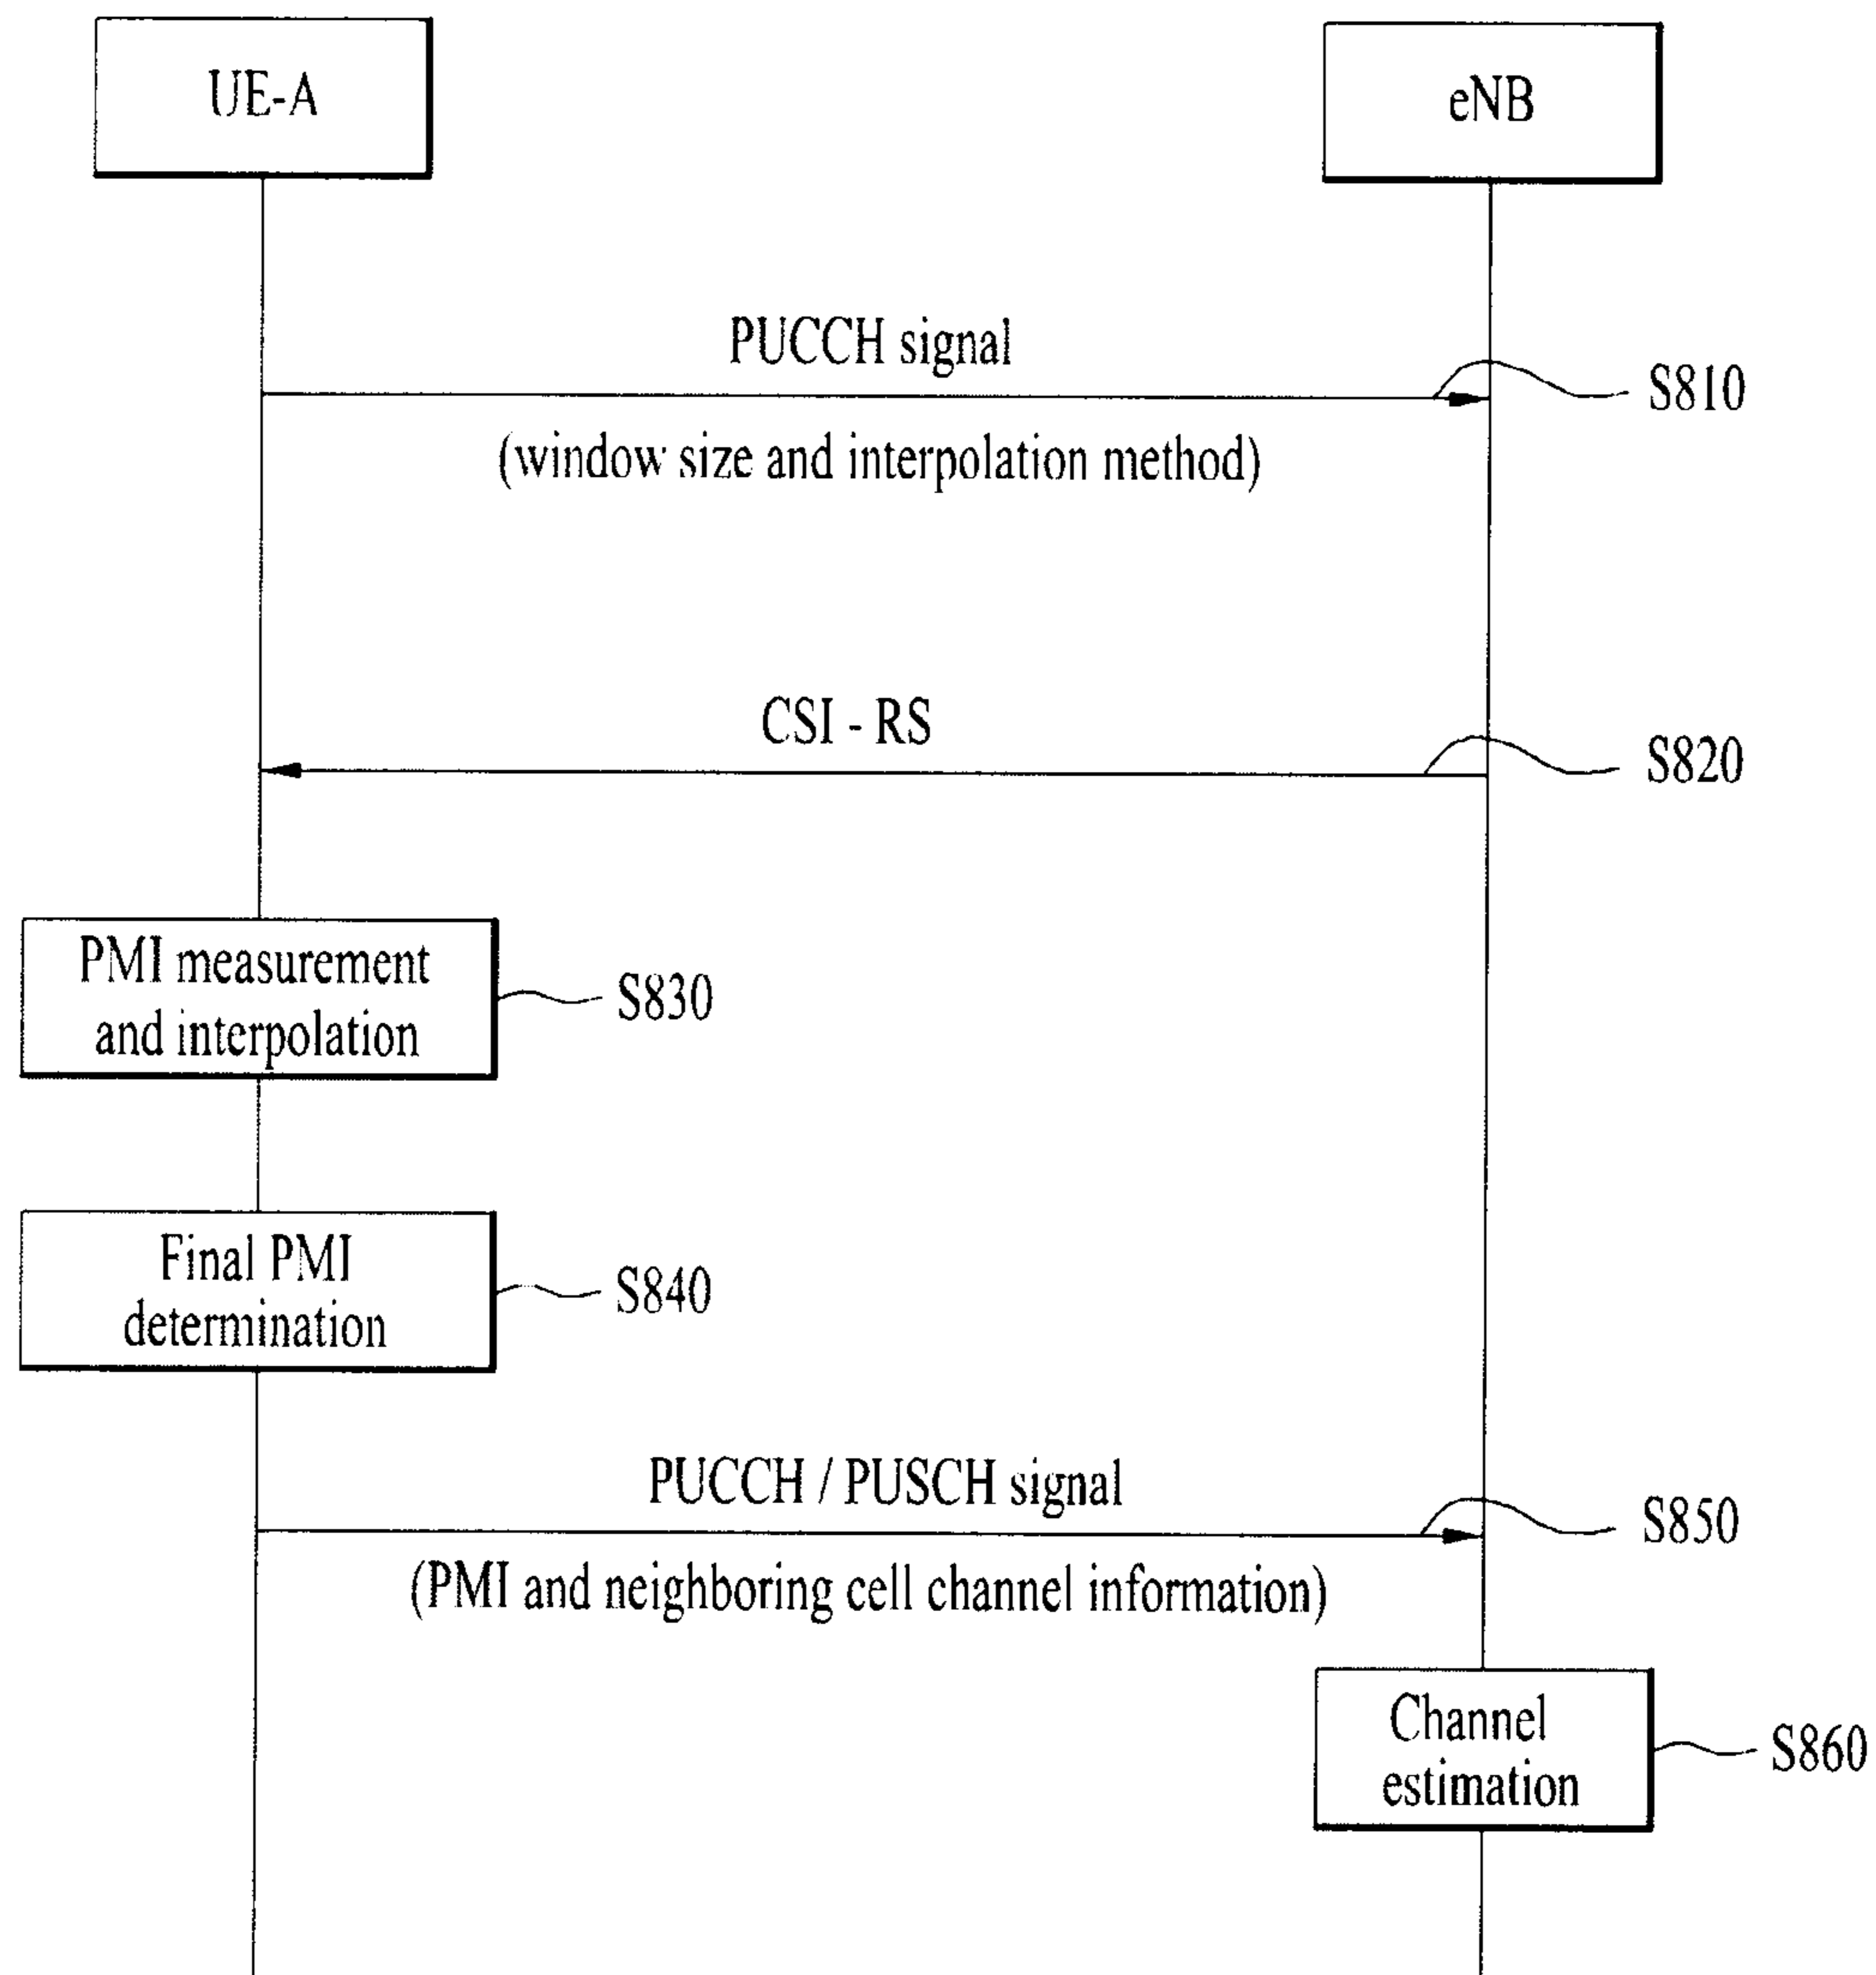 UE-A
eNB
PUCCH signal
S810
(window size and interpolation method)
CSI - RS
S820
PMI measurement
and interpolation
S830
Final PMI
determination
S840
PUCCH / PUSCH signal
S850
(PMI and neighboring cell channel information)
Channel
estimation
S860